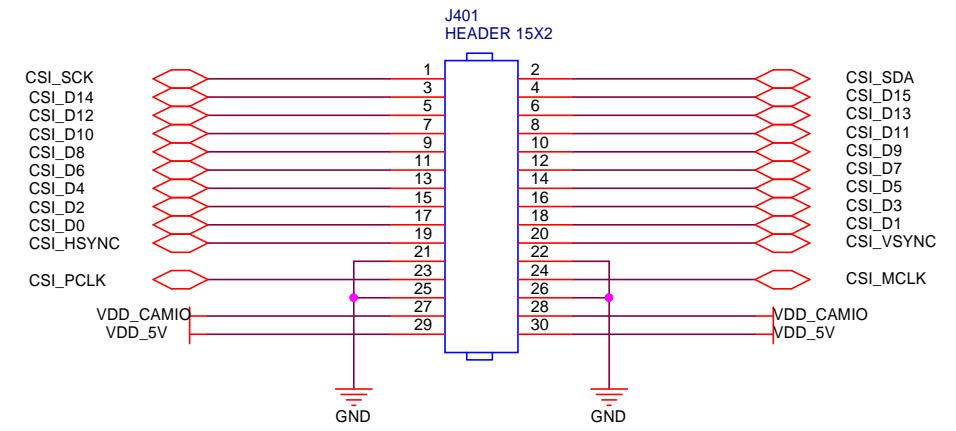 J401
HEADER 15X2
CSI_SCK 1 2 CSI_SDA
CSI_D14 3 4 CSI_D15
CSI_D12 5 6 CSI_D13
CSI_D10 7 8 CSI_D11
CSI_D8 9 10 CSI_D9
CSI_D6 11 12 CSI_D7
CSI_D4 13 14 CSI_D5
CSI_D2 15 16 CSI_D3
CSI_D0 17 18 CSI_D1
CSI_HSYNC 19 20 CSI_VSYNC
21 22
CSI_PCLK 23 24 CSI_MCLK
25 26
VDD_CAMIO 27 28 VDD_CAMIO
VDD_5V 29 30 VDD_5V
GND GND